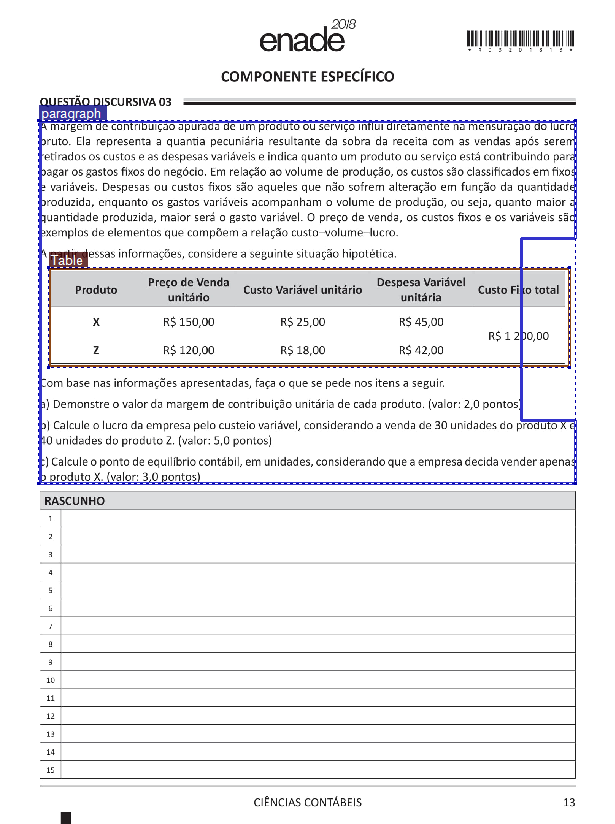 enade 2018
*R0520181 3*
COMPONENTE ESPECÍFICO
QUESTÃO DISCURSIVA 03
paragraph
A margem de contribuição apurada de um produto ou serviço influi diretamente na mensuração do lucro
bruto. Ela representa a quantia pecuniária resultante da sobra da receita com as vendas após serem
retirados os custos e as despesas variáveis e indica quanto um produto ou serviço está contribuindo para
pagar os gastos fixos do negócio. Em relação ao volume de produção, os custos são classificados em fixos
e variáveis. Despesas ou custos fixos são aqueles que não sofrem alteração em função da quantidade
produzida, enquanto os gastos variáveis acompanham o volume de produção, ou seja, quanto maior a
quantidade produzida, maior será o gasto variável. O preço de venda, os custos fixos e os variáveis são
exemplos de elementos que compõem a relação custo–volume–lucro.
A partir dessas informações, considere a seguinte situação hipotética.
Table
Produto Preço de Venda unitário Custo Variável unitário Despesa Variável unitária Custo Fixo total
X R$ 150,00 R$ 25,00 R$ 45,00
R$ 1 200,00
Z R$ 120,00 R$ 18,00 R$ 42,00
Com base nas informações apresentadas, faça o que se pede nos itens a seguir.
a) Demonstre o valor da margem de contribuição unitária de cada produto. (valor: 2,0 pontos)
b) Calcule o lucro da empresa pelo custeio variável, considerando a venda de 30 unidades do produto X e
40 unidades do produto Z. (valor: 5,0 pontos)
c) Calcule o ponto de equilíbrio contábil, em unidades, considerando que a empresa decida vender apenas
o produto X. (valor: 3,0 pontos)
RASCUNHO
1
2
3
4
5
6
7
8
9
10
11
12
13
14
15
CIÊNCIAS CONTÁBEIS 13